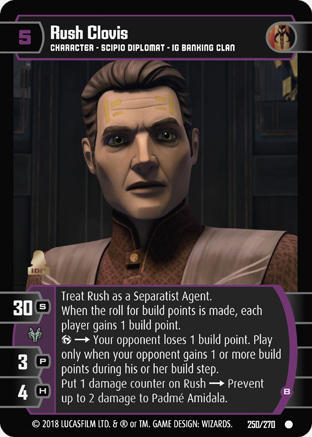 5
Rush Clovis
CHARACTER - SCIPIO DIPLOMAT - IG BANKING CLAN
30 S
3 P
4 H
Treat Rush as a Separatist Agent.
When the roll for build points is made, each
player gains 1 build point.
→ Your opponent loses 1 build point. Play
only when your opponent gains 1 or more build
points during his or her build step.
Put 1 damage counter on Rush → Prevent
up to 2 damage to Padmé Amidala.
B
© 2018 LUCASFILM LTD. & ® or TM. GAME DESIGN: WIZARDS. 250/270